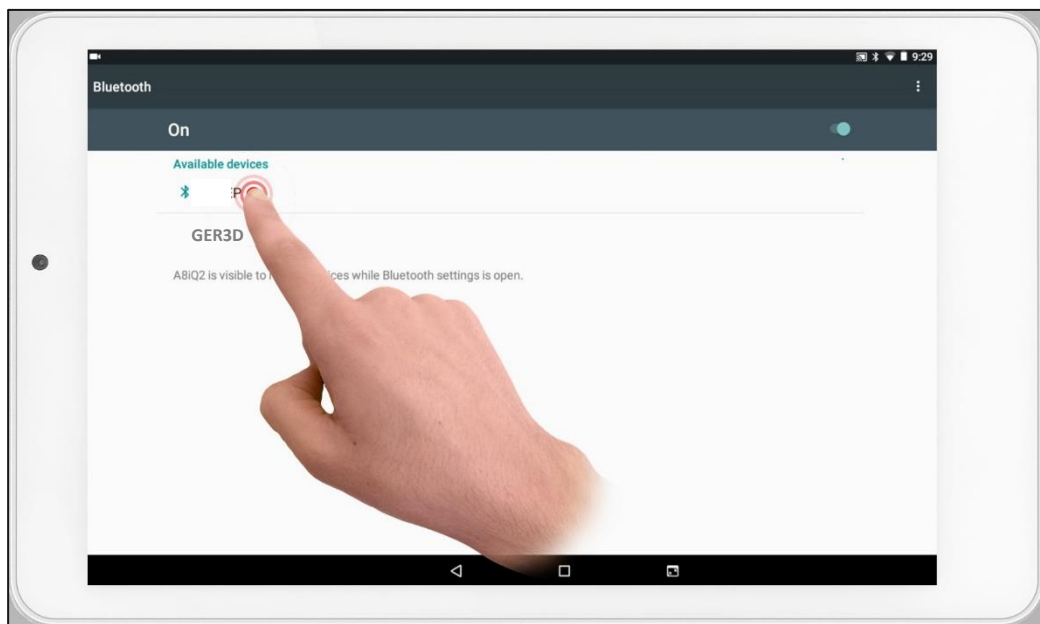 9:29
Bluetooth
On
Available devices
GER3D
A8iQ2 is visible to ices while Bluetooth settings is open.